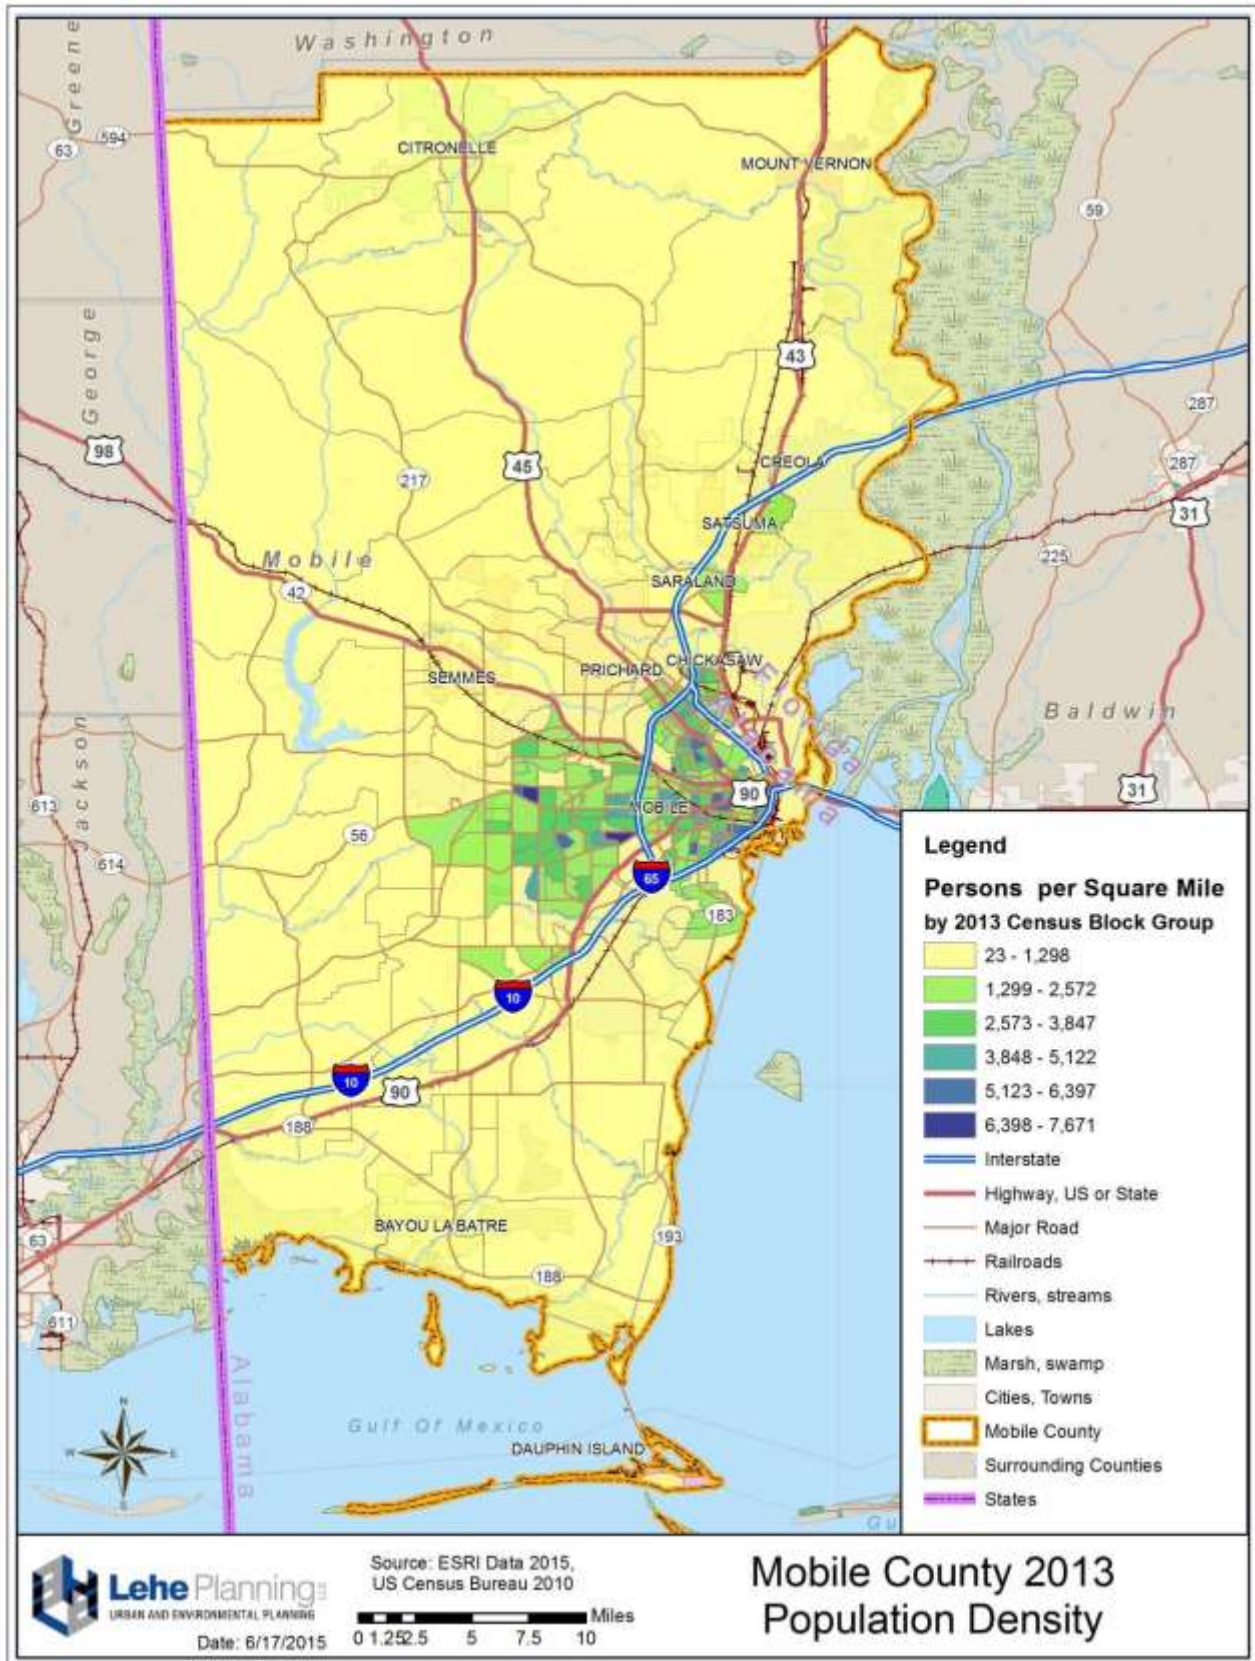 Washington
Greene
594
63
CITRONELLE
MOUNT VERNON
59
George
43
287
98
45
217
CREOLA
287
31
SATSUMA
225
Mobile
42
SARALAND
PRICHARD
CHICKASAW
SEMMES
Florida
Alabama
Baldwin
Jackson
613
90
31
MOBILE
56
614
65
183
10
10
90
188
BAYOU LA BATRE
63
193
188
611
Alabama
Gulf Of Mexico
DAUPHIN ISLAND
Gu
N
W
E
S
Legend
Persons per Square Mile
by 2013 Census Block Group
23 - 1,298
1,299 - 2,572
2,573 - 3,847
3,848 - 5,122
5,123 - 6,397
6,398 - 7,671
Interstate
Highway, US or State
Major Road
Railroads
Rivers, streams
Lakes
Marsh, swamp
Cities, Towns
Mobile County
Surrounding Counties
States
Lehe Planning
URBAN AND ENVIRONMENTAL PLANNING
Date: 6/17/2015
Source: ESRI Data 2015,
US Census Bureau 2010
Miles
0 1.252.5 5 7.5 10
Mobile County 2013
Population Density